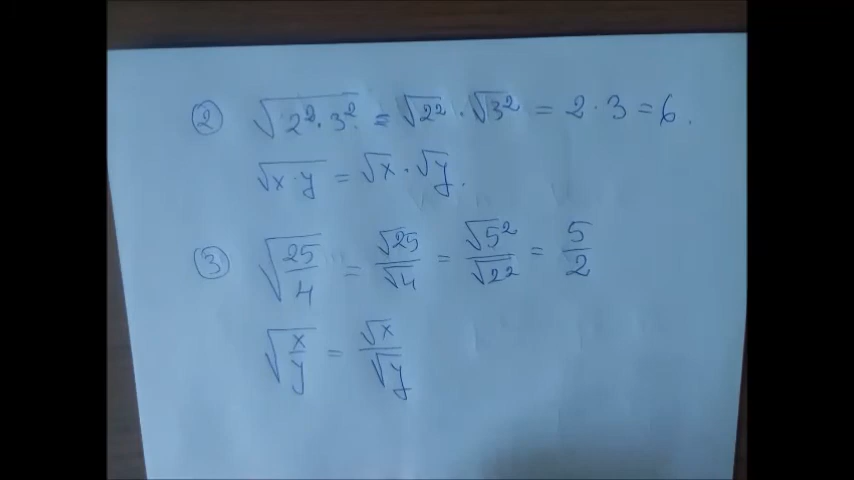 ② √(2²·3²) = √2² · √3² = 2 · 3 = 6.
√(x·y) = √x · √y.
③ √(25/4) = √25/√4 = √5²/√2² = 5/2
√(x/y) = √x/√y